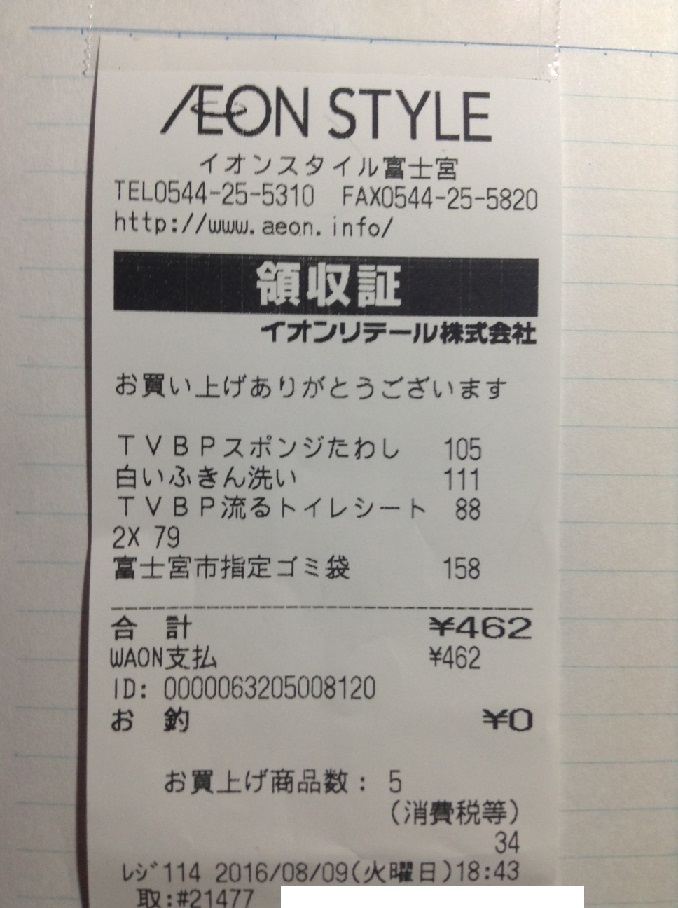 ÆON STYLE
イオンスタイル富士宮
TEL0544-25-5310 FAX0544-25-5820
http://www.aeon.info/
領収証
イオンリテール株式会社
お買い上げありがとうございます
TVBPスポンジたわし 105
白いふきん洗い 111
TVBP流るトイレシート 88
2X 79
富士宮市指定ゴミ袋 158
合 計 ¥462
WAON支払 ¥462
ID: 0000063205008120
お 釣 ¥0
お買上げ商品数: 5
(消費税等)
34
レジ114 2016/08/09(火曜日)18:43
取:#21477